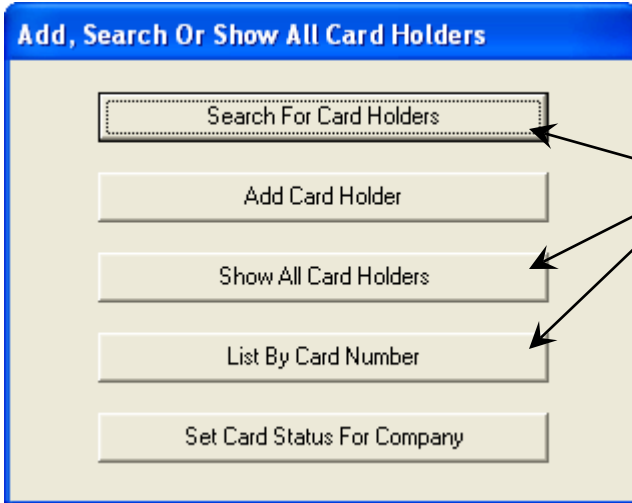 Add, Search Or Show All Card Holders
Search For Card Holders
Add Card Holder
Show All Card Holders
List By Card Number
Set Card Status For Company